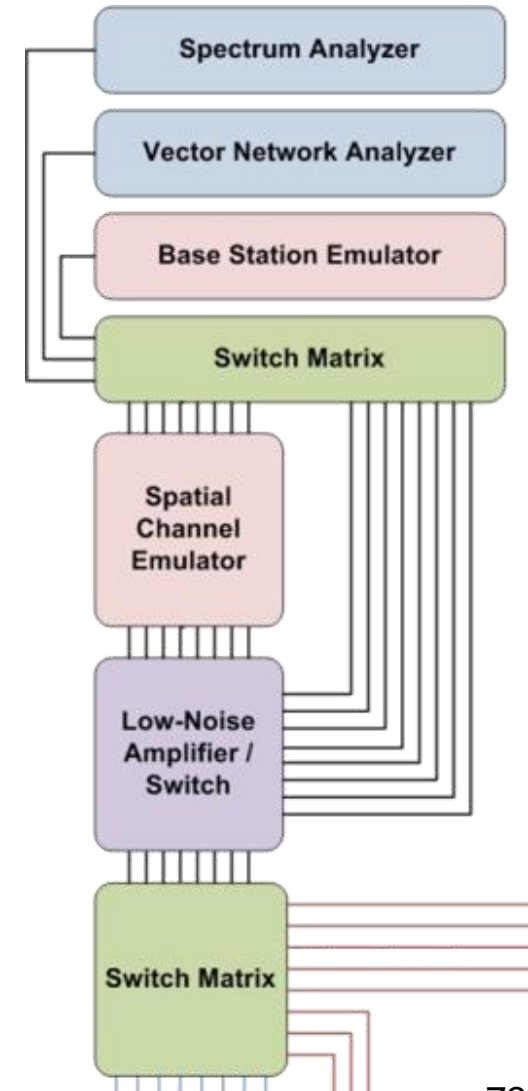 Spectrum Analyzer
Vector Network Analyzer
Base Station Emulator
Switch Matrix
Spatial
Channel
Emulator
Low-Noise
Amplifier /
Switch
Switch Matrix